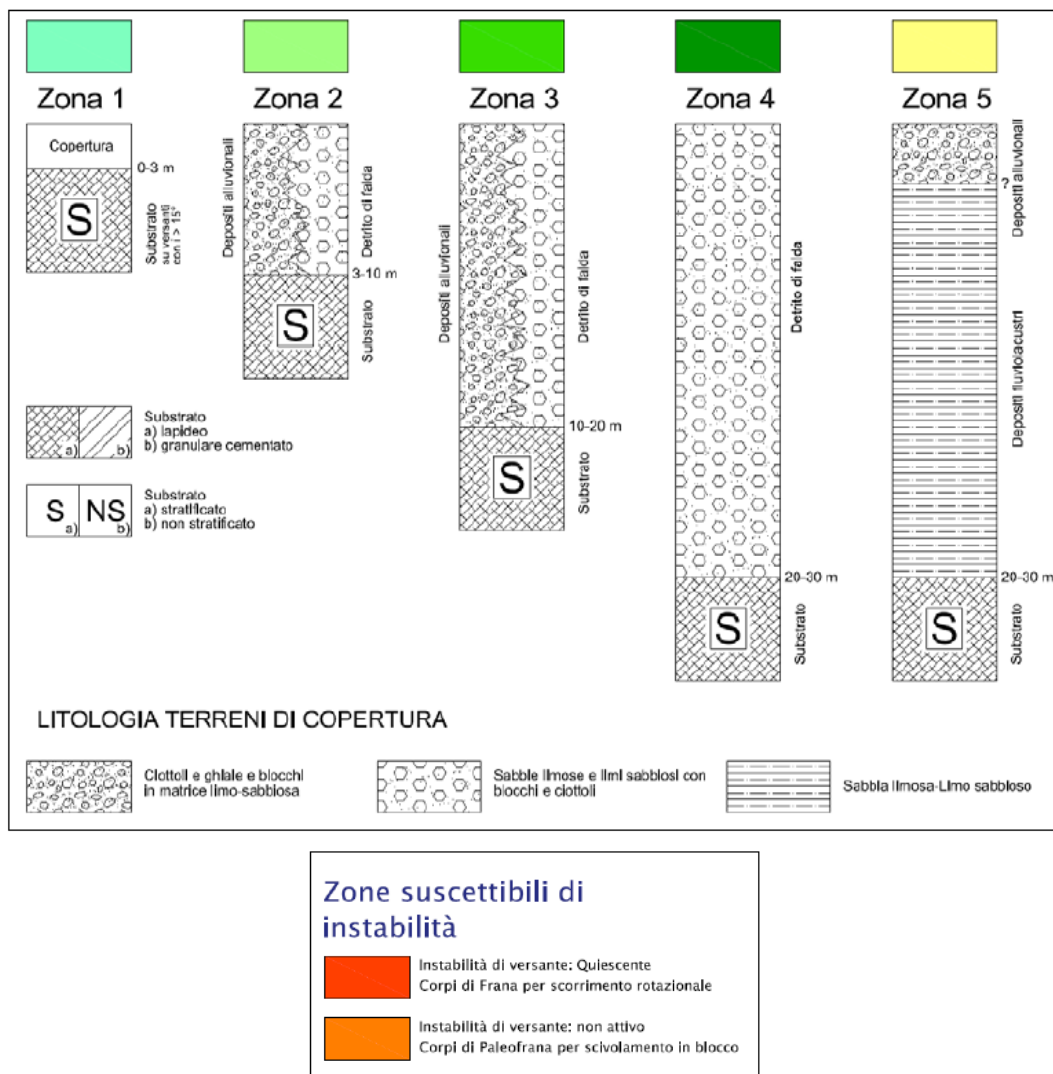 Zona 1
Zona 2
Zona 3
Zona 4
Zona 5
Copertura
0-3 m
S
Substrato
su versanti
con i > 15°
Depositi alluvionali
Detrito di falda
3-10 m
S
Substrato
Depositi alluvionali
Detrito di falda
10-20 m
S
Substrato
Detrito di falda
20-30 m
S
Substrato
Depositi alluvionali
?
Depositi fluviolacustri
20-30 m
S
Substrato
a) b)
Substrato
a) lapideo
b) granulare cementato
S a) NS b)
Substrato
a) stratificato
b) non stratificato
LITOLOGIA TERRENI DI COPERTURA
Ciottoli e ghiaie e blocchi
in matrice limo-sabbiosa
Sabbie limose e limi sabbiosi con
blocchi e ciottoli
Sabbia limosa-Limo sabbioso
Zone suscettibili di
instabilità
Instabilità di versante: Quiescente
Corpi di Frana per scorrimento rotazionale
Instabilità di versante: non attivo
Corpi di Paleofrana per scivolamento in blocco